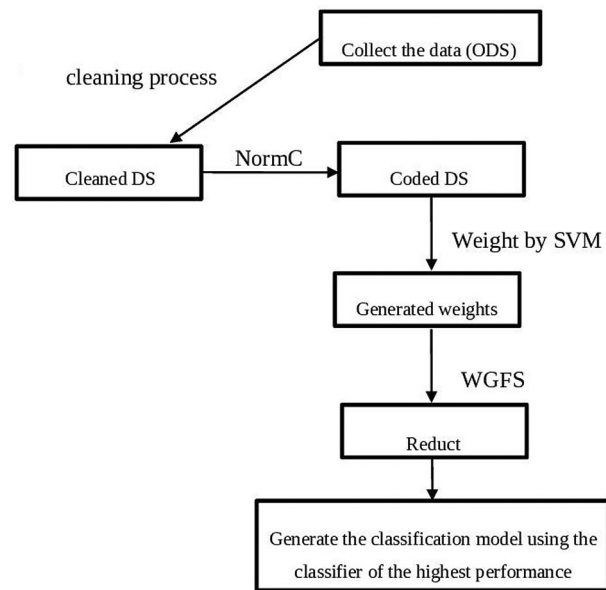 Collect the data (ODS)
cleaning process
Cleaned DS
NormC
Coded DS
Weight by SVM
Generated weights
WGFS
Reduct
Generate the classification model using the
classifier of the highest performance